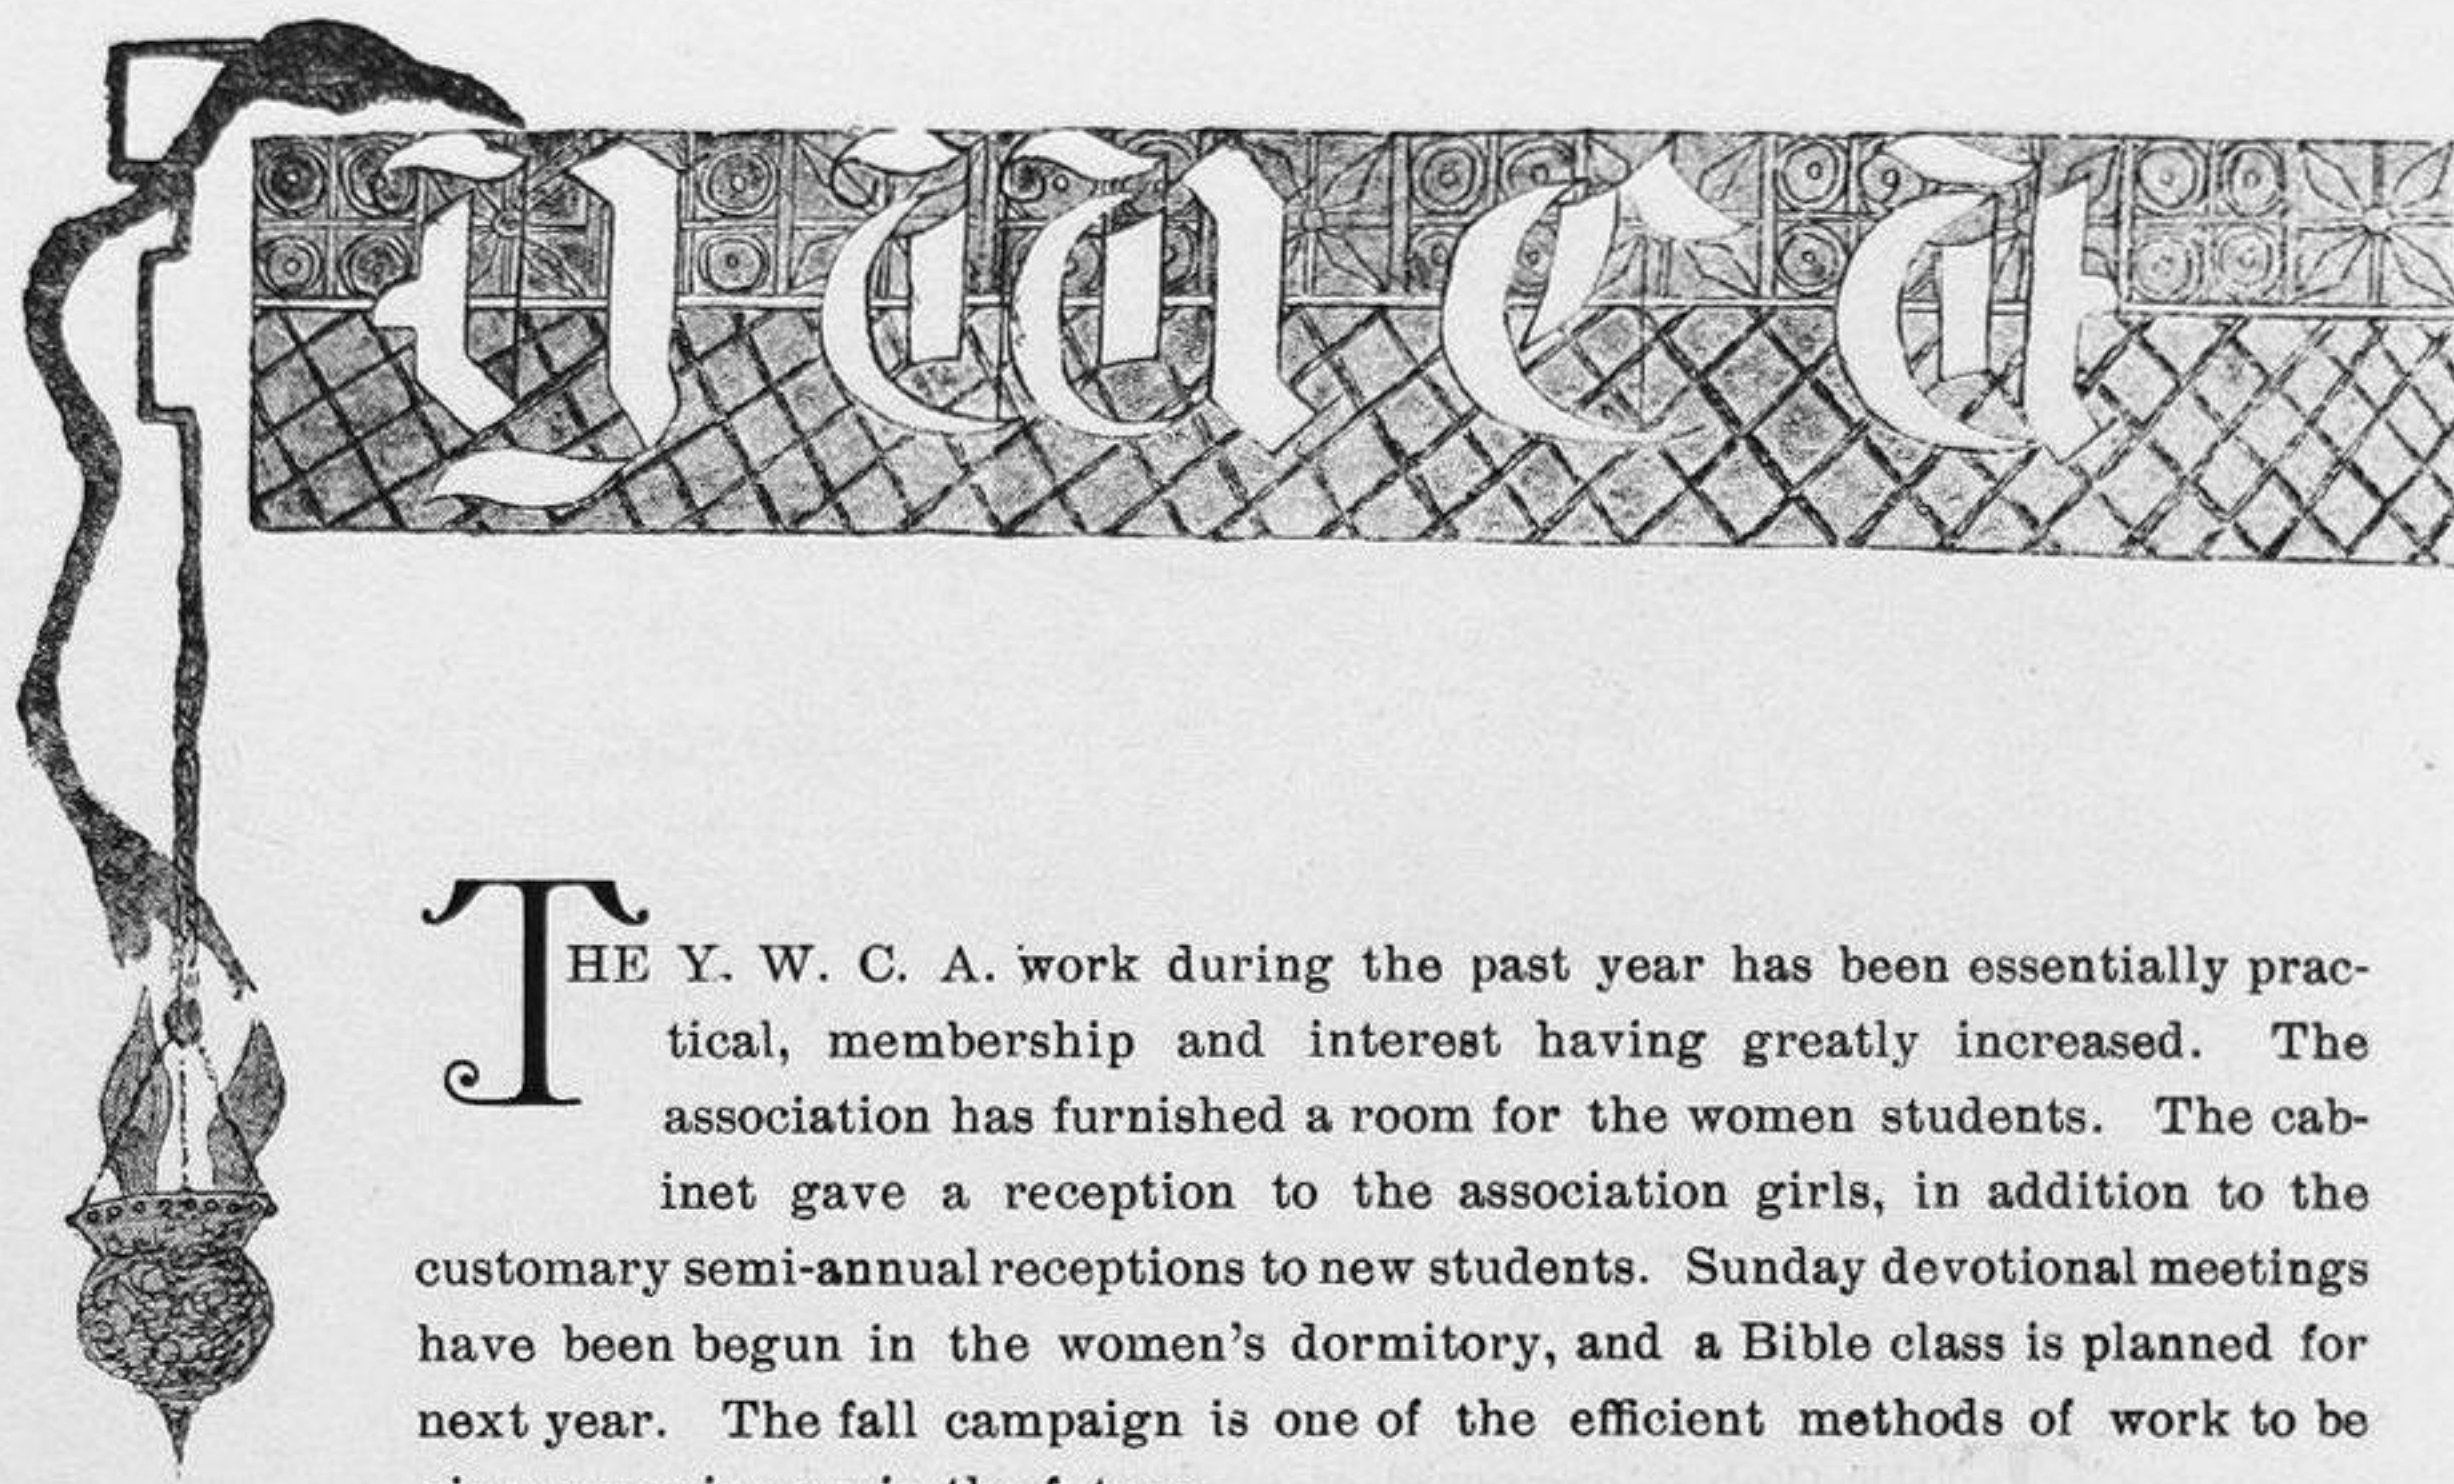 Y W C A
THE Y. W. C. A. work during the past year has been essentially prac-
tical, membership and interest having greatly increased. The
association has furnished a room for the women students. The cab-
inet gave a reception to the association girls, in addition to the
customary semi-annual receptions to new students. Sunday devotional meetings
have been begun in the women's dormitory, and a Bible class is planned for
next year. The fall campaign is one of the efficient methods of work to be